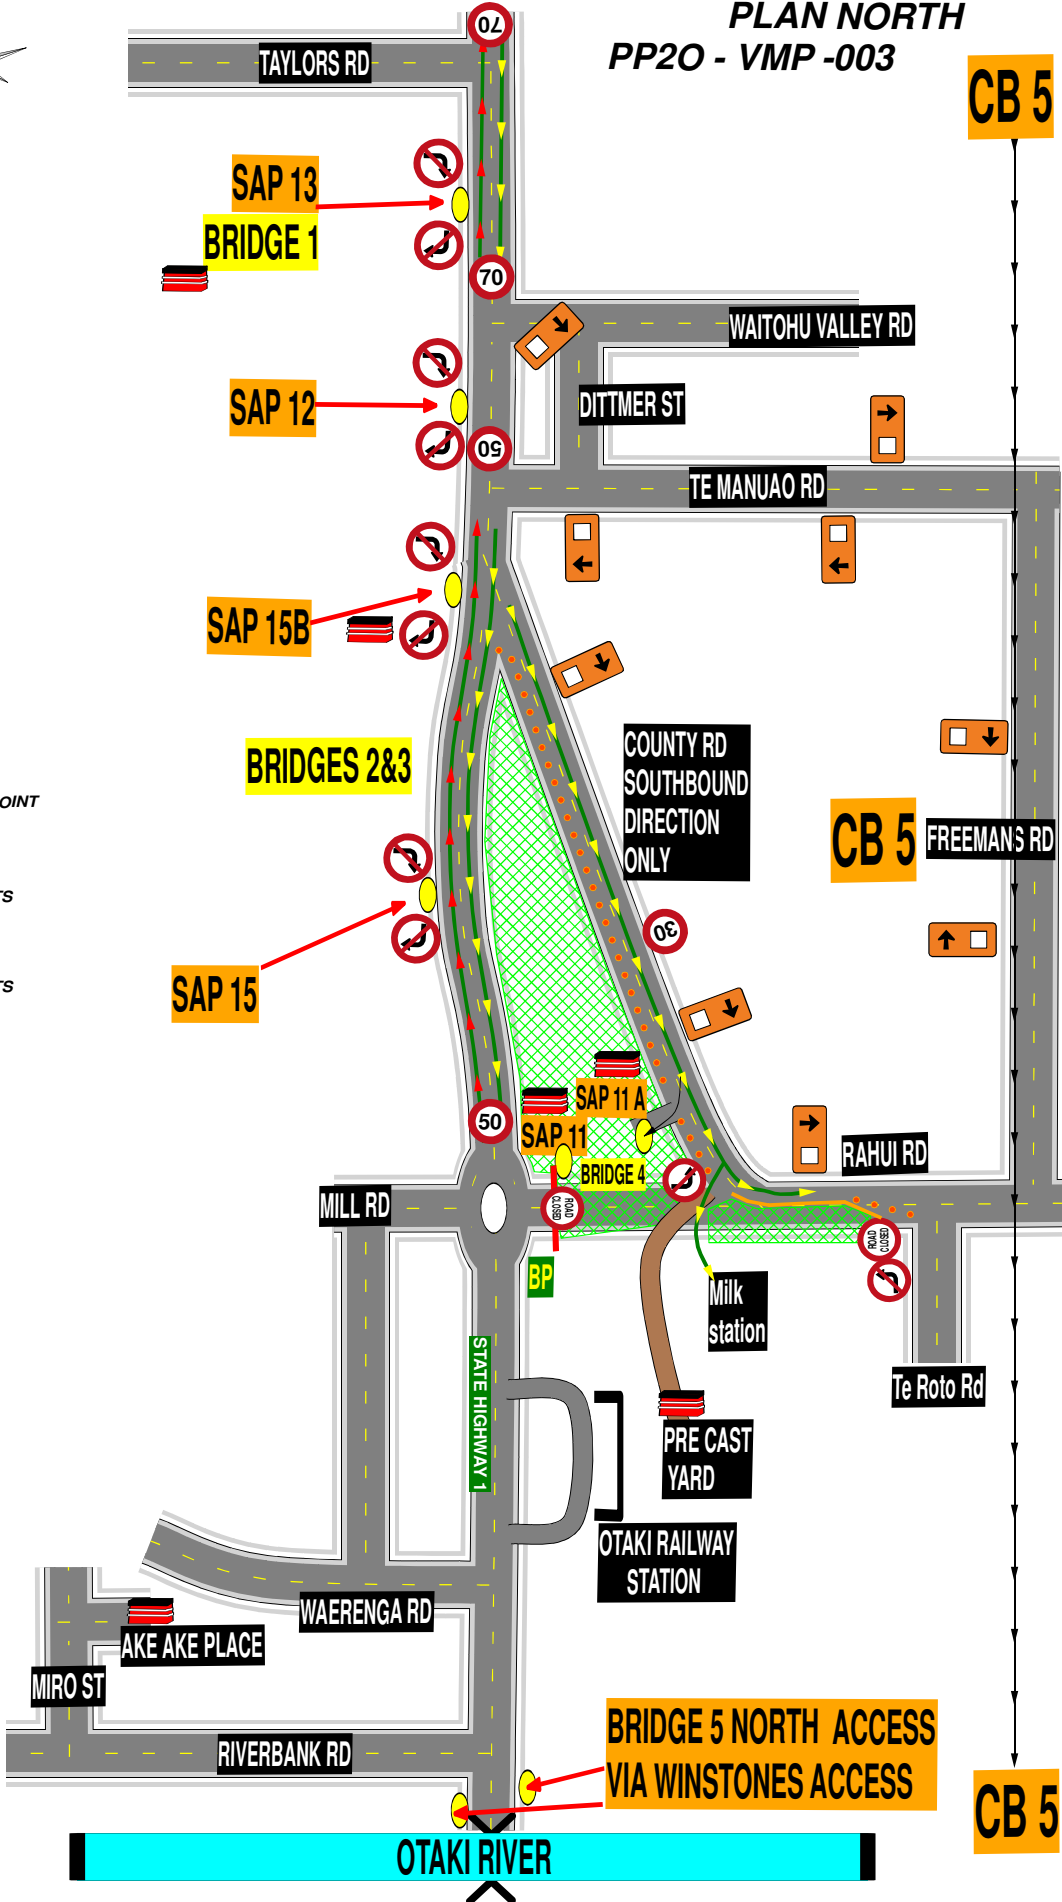 PLAN NORTH
PP2O - VMP -003
70
TAYLORS RD
CB 5
SAP 13
BRIDGE 1
70
WAITOHU VALLEY RD
SAP 12
DITTMER ST
50
TE MANUAO RD
SAP 15B
BRIDGES 2&3
COUNTY RD
SOUTHBOUND
DIRECTION
ONLY
OINT
CB 5
FREEMANS RD
TS
30
SAP 15
TS
SAP 11 A
50
SAP 11
BRIDGE 4
RAHUI RD
MILL RD
ROAD
CLOSED
ROAD
CLOSED
BP
Milk
station
STATE HIGHWAY 1
Te Roto Rd
PRE CAST
YARD
OTAKI RAILWAY
STATION
WAERENGA RD
AKE AKE PLACE
MIRO ST
BRIDGE 5 NORTH ACCESS
VIA WINSTONES ACCESS
RIVERBANK RD
CB 5
OTAKI RIVER